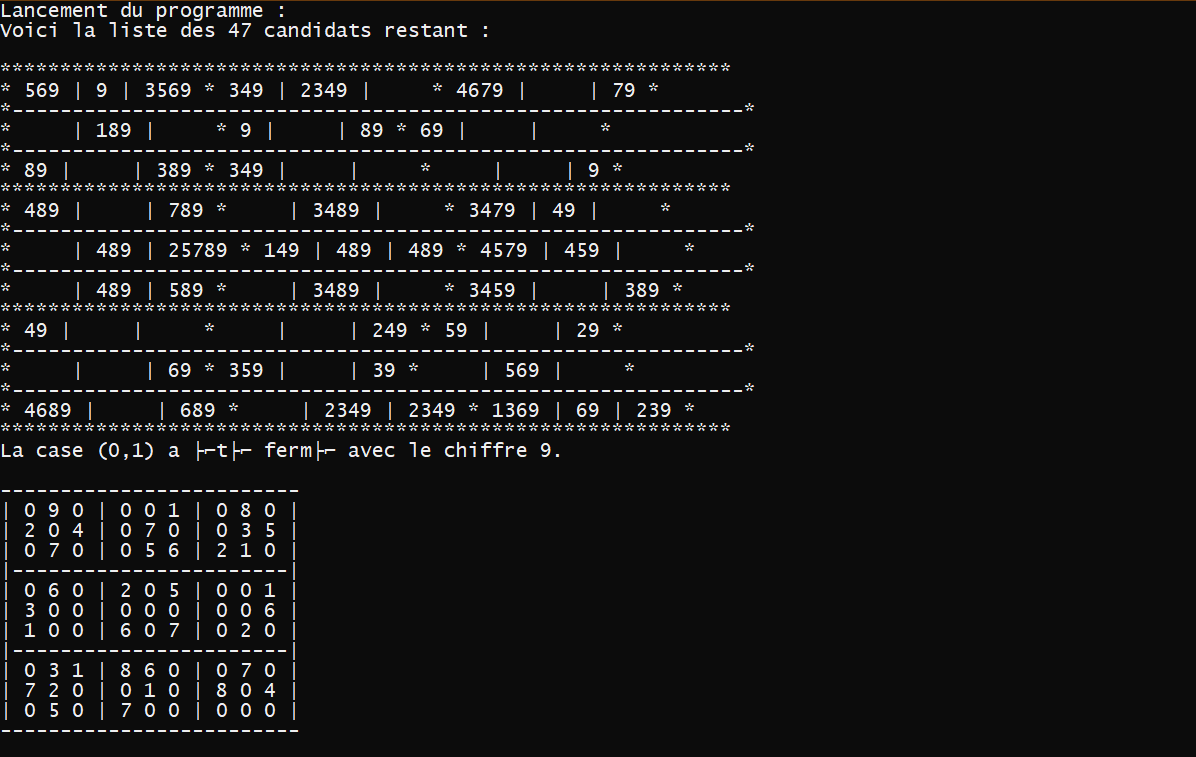 Lancement du programme :
Voici la liste des 47 candidats restant :
*************************************************************
* 569 | 9 | 3569 * 349 | 2349 |     * 4679 |     | 79 *
*-------------------------------------------------------------*
*     | 189 |     * 9 |     | 89 * 69 |     |     *
*-------------------------------------------------------------*
* 89 |     | 389 * 349 |     |     *     |     | 9 *
*************************************************************
* 489 |     | 789 *     | 3489 |     * 3479 | 49 |     *
*-------------------------------------------------------------*
*     | 489 | 25789 * 149 | 489 | 489 * 4579 | 459 |     *
*-------------------------------------------------------------*
*     | 489 | 589 *     | 3489 |     * 3459 |     | 389 *
*************************************************************
* 49 |     |     *     |     | 249 * 59 |     | 29 *
*-------------------------------------------------------------*
*     |     | 69 * 359 |     | 39 *     | 569 |     *
*-------------------------------------------------------------*
* 4689 |     | 689 *     | 2349 | 2349 * 1369 | 69 | 239 *
*************************************************************
La case (0,1) a ├⌐t├⌐ ferm├⌐ avec le chiffre 9.
-------------------------
| 0 9 0 | 0 0 1 | 0 8 0 |
| 2 0 4 | 0 7 0 | 0 3 5 |
| 0 7 0 | 0 5 6 | 2 1 0 |
|-----------------------|
| 0 6 0 | 2 0 5 | 0 0 1 |
| 3 0 0 | 0 0 0 | 0 0 6 |
| 1 0 0 | 6 0 7 | 0 2 0 |
|-----------------------|
| 0 3 1 | 8 6 0 | 0 7 0 |
| 7 2 0 | 0 1 0 | 8 0 4 |
| 0 5 0 | 7 0 0 | 0 0 0 |
-------------------------